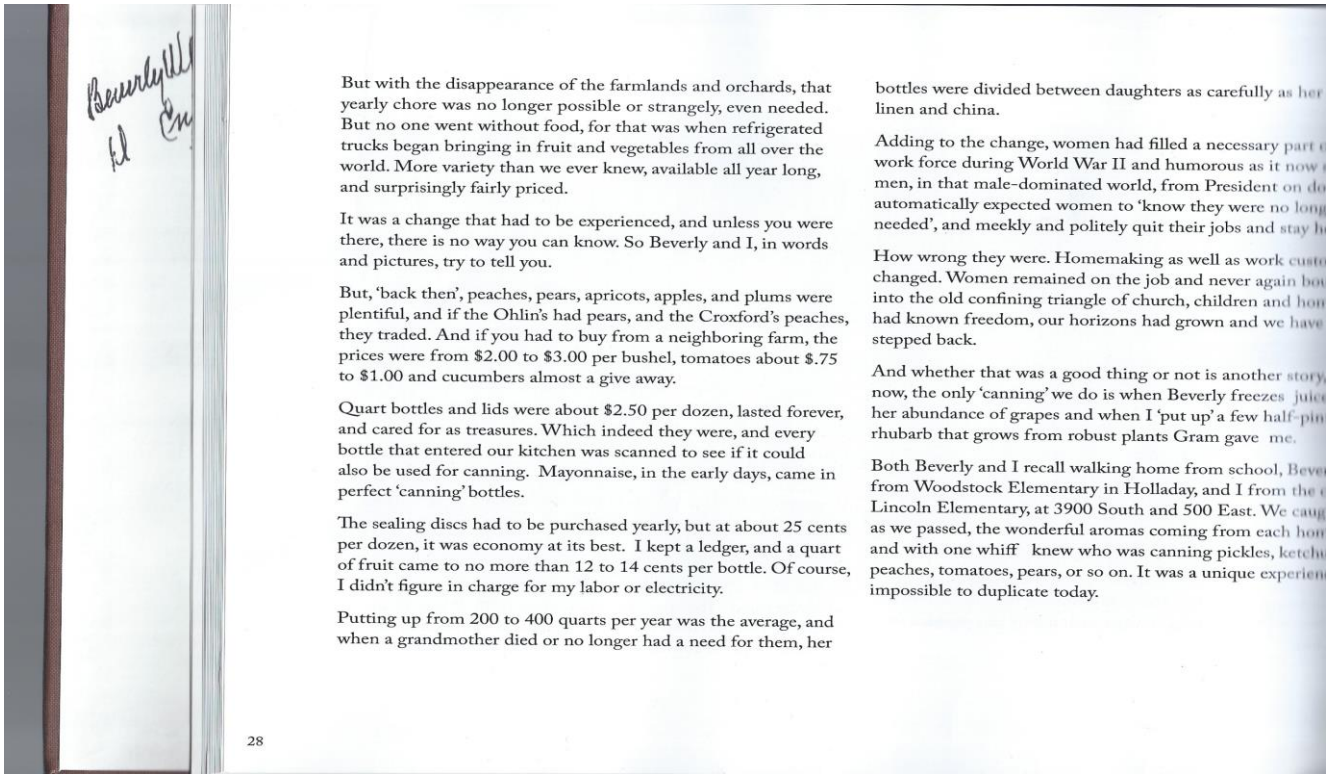 Beverly
But with the disappearance of the farmlands and orchards, that
yearly chore was no longer possible or strangely, even needed.
But no one went without food, for that was when refrigerated
trucks began bringing in fruit and vegetables from all over the
world. More variety than we ever knew, available all year long,
and surprisingly fairly priced.
It was a change that had to be experienced, and unless you were
there, there is no way you can know. So Beverly and I, in words
and pictures, try to tell you.
But, ‘back then’, peaches, pears, apricots, apples, and plums were
plentiful, and if the Ohlin’s had pears, and the Croxford’s peaches,
they traded. And if you had to buy from a neighboring farm, the
prices were from $2.00 to $3.00 per bushel, tomatoes about $.75
to $1.00 and cucumbers almost a give away.
Quart bottles and lids were about $2.50 per dozen, lasted forever,
and cared for as treasures. Which indeed they were, and every
bottle that entered our kitchen was scanned to see if it could
also be used for canning. Mayonnaise, in the early days, came in
perfect ‘canning’ bottles.
The sealing discs had to be purchased yearly, but at about 25 cents
per dozen, it was economy at its best. I kept a ledger, and a quart
of fruit came to no more than 12 to 14 cents per bottle. Of course,
I didn’t figure in charge for my labor or electricity.
Putting up from 200 to 400 quarts per year was the average, and
when a grandmother died or no longer had a need for them, her
28
bottles were divided between daughters as carefully as her
linen and china.
Adding to the change, women had filled a necessary part
work force during World War II and humorous as it now
men, in that male-dominated world, from President on
automatically expected women to ‘know they were no
needed’, and meekly and politely quit their jobs and stay
How wrong they were. Homemaking as well as work
changed. Women remained on the job and never again
into the old confining triangle of church, children and
had known freedom, our horizons had grown and we have
stepped back.
And whether that was a good thing or not is another story,
now, the only ‘canning’ we do is when Beverly freezes
her abundance of grapes and when I ‘put up’ a few
rhubarb that grows from robust plants Gram gave me.
Both Beverly and I recall walking home from school,
from Woodstock Elementary in Holladay, and I from the
Lincoln Elementary, at 3900 South and 500 East. We
as we passed, the wonderful aromas coming from each
and with one whiff knew who was canning pickles,
peaches, tomatoes, pears, or so on. It was a unique
impossible to duplicate today.